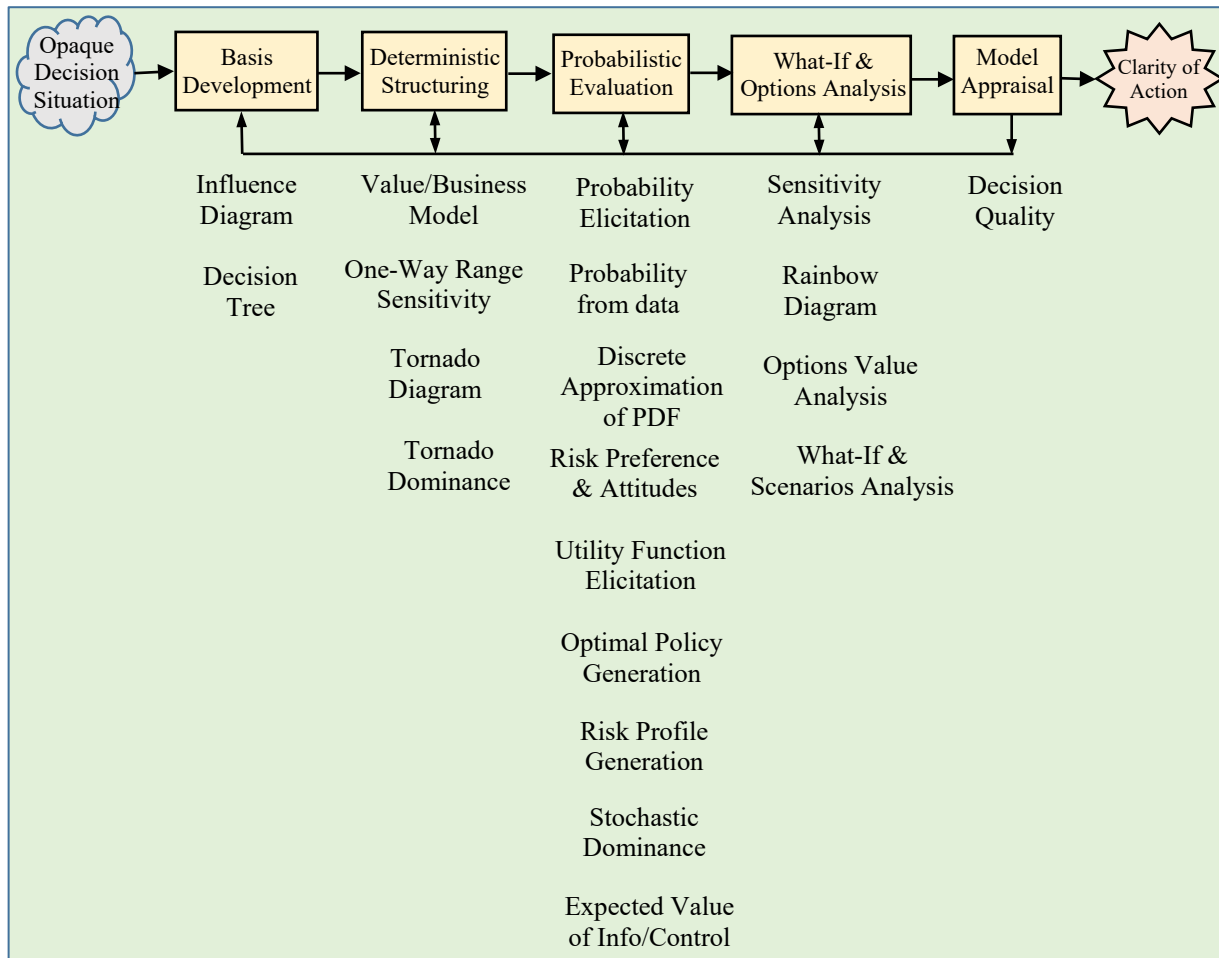 Opaque
Decision
Situation
Basis
Development
Deterministic
Structuring
Probabilistic
Evaluation
What-If &
Options Analysis
Model
Appraisal
Clarity of
Action
Influence
Diagram
Decision
Tree
Value/Business
Model
One-Way Range
Sensitivity
Tornado
Diagram
Tornado
Dominance
Probability
Elicitation
Probability
from data
Discrete
Approximation
of PDF
Risk Preference
& Attitudes
Utility Function
Elicitation
Optimal Policy
Generation
Risk Profile
Generation
Stochastic
Dominance
Expected Value
of Info/Control
Sensitivity
Analysis
Rainbow
Diagram
Options Value
Analysis
What-If &
Scenarios Analysis
Decision
Quality